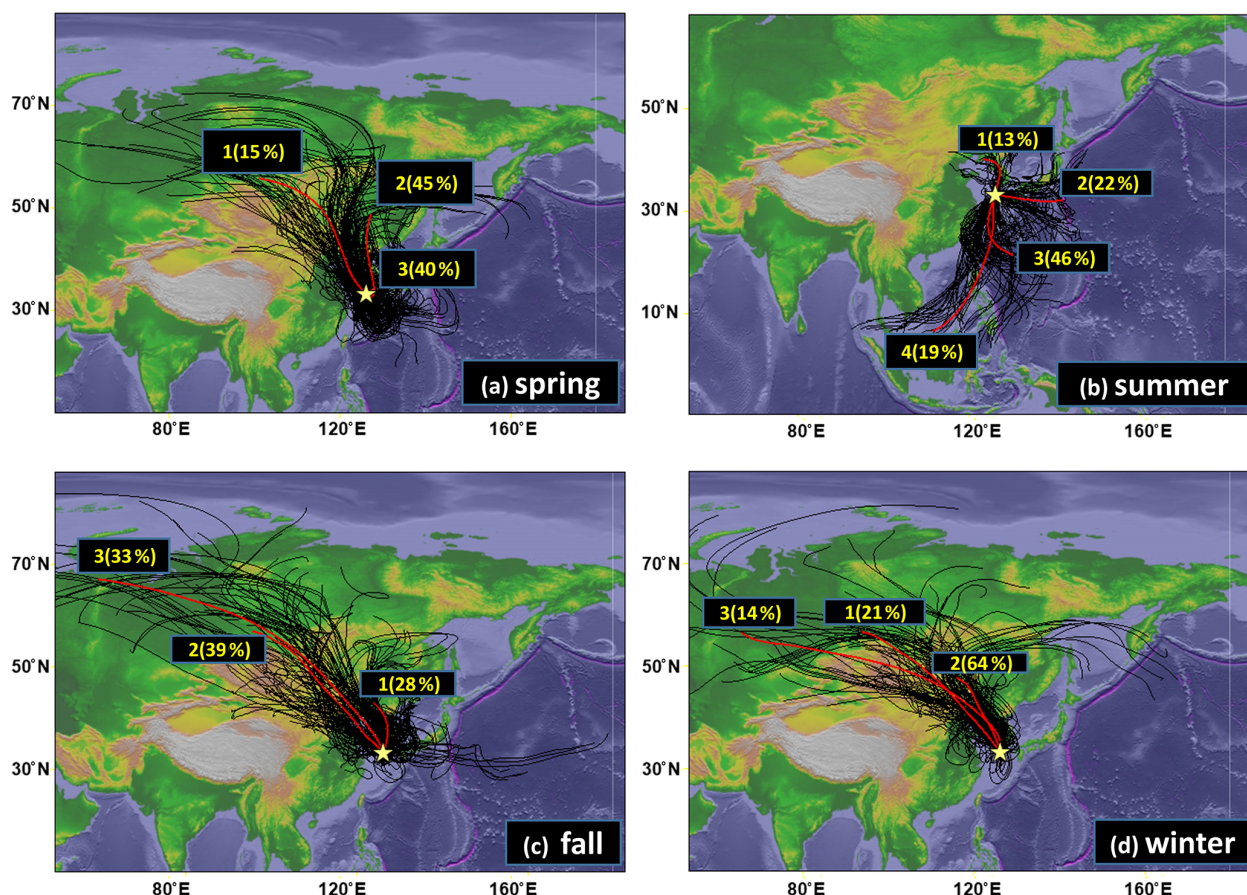 70°N
1(15%)
2(45%)
50°N
3(40%)
30°N
(a) spring
80°E
120°E
160°E
50°N
1(13%)
2(22%)
30°N
3(46%)
10°N
4(19%)
(b) summer
80°E
120°E
160°E
70°N
3(33%)
2(39%)
50°N
1(28%)
30°N
(c) fall
80°E
120°E
160°E
70°N
3(14%)
1(21%)
50°N
2(64%)
30°N
(d) winter
80°E
120°E
160°E